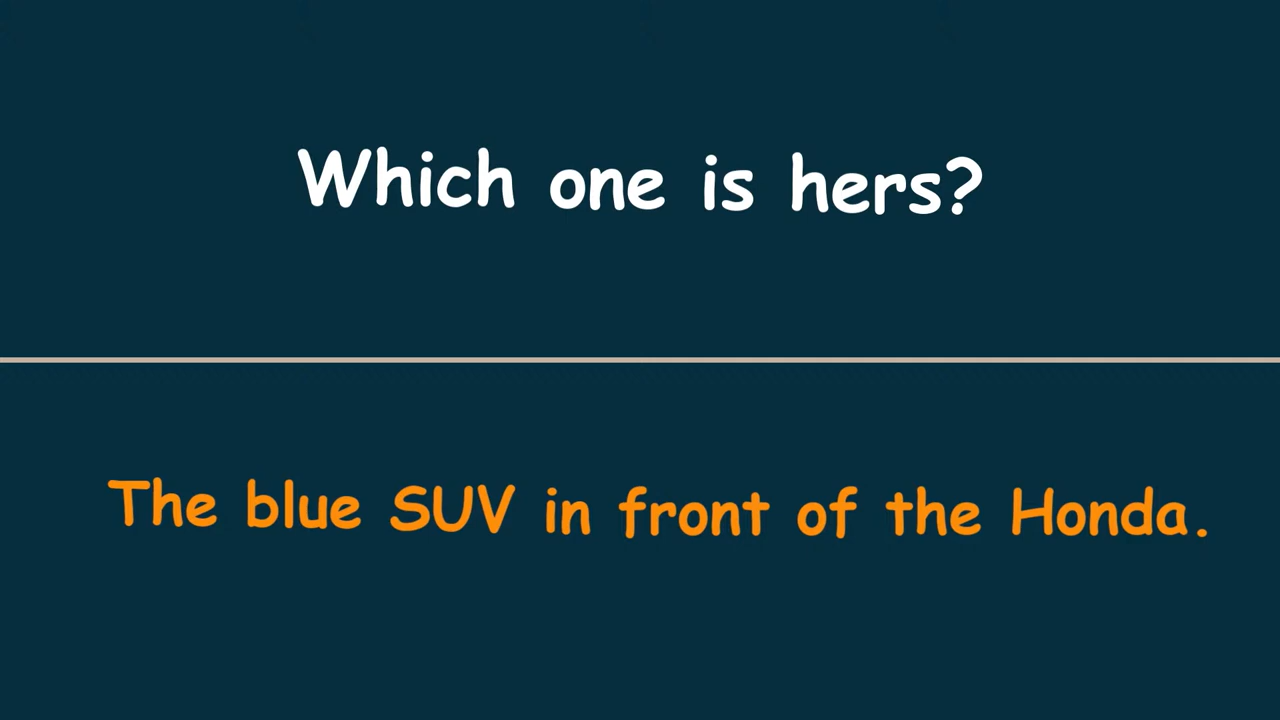 Which one is hers?
The blue SUV in front of the Honda.